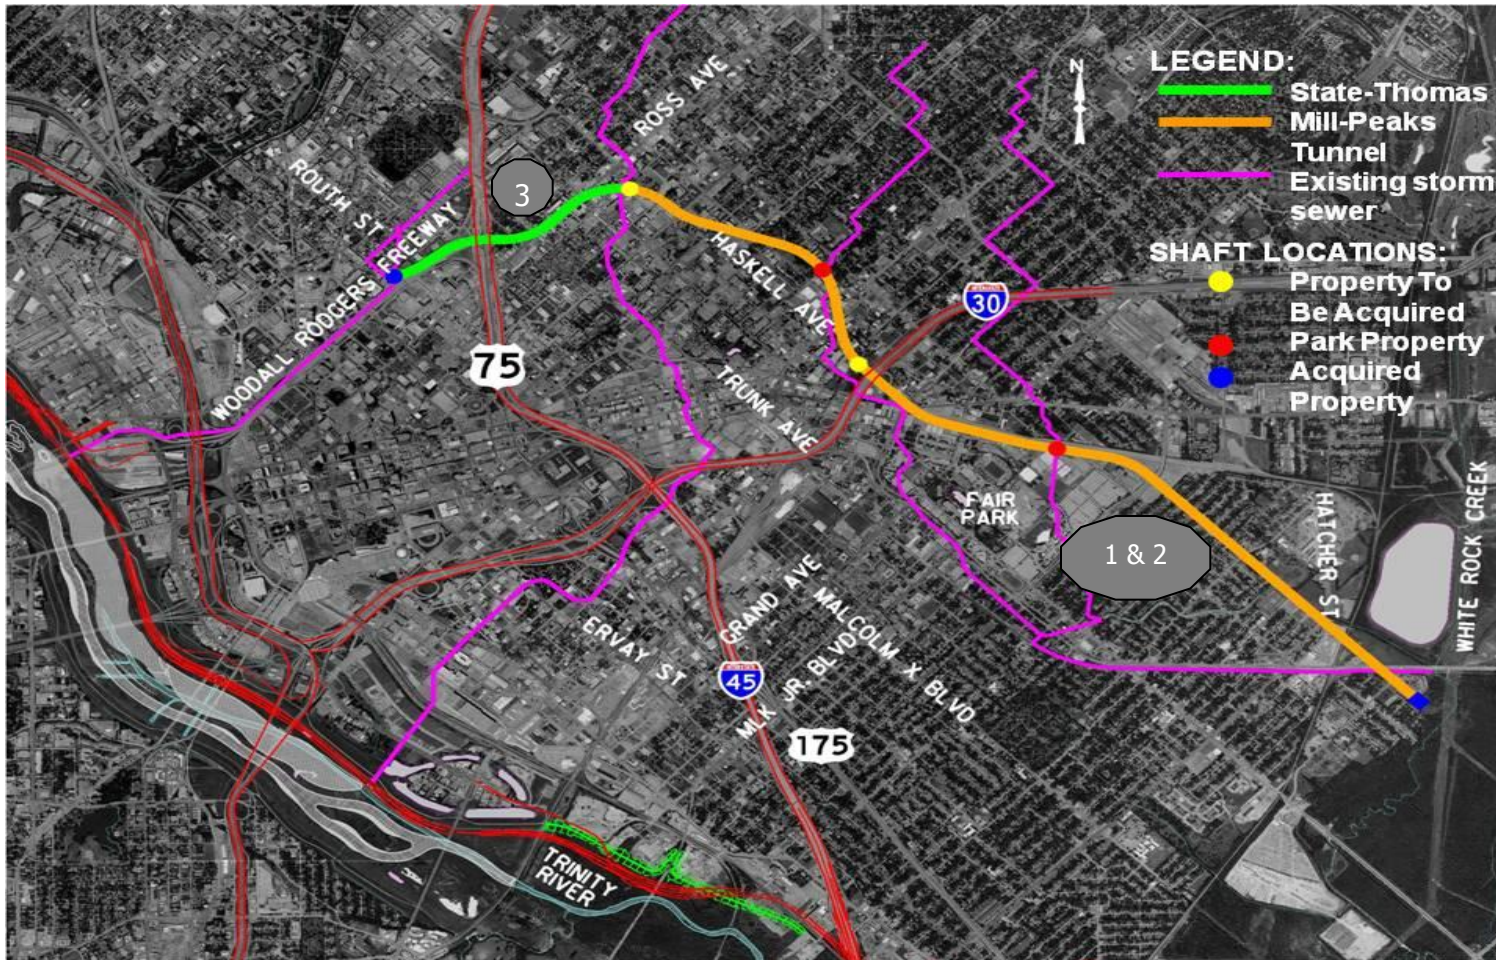 LEGEND:
State-Thomas
Mill-Peaks
Tunnel
Existing storm
sewer
SHAFT LOCATIONS:
Property To
Be Acquired
Park Property
Acquired
Property
N
ROSS AVE
ROUTH ST
3
WOODALL RODGERS FREEWAY
HASKELL AVE
INTERSTATE
30
75
TRUNK AVE
FAIR
PARK
1 & 2
HATCHER ST
WHITE ROCK CREEK
GRAND AVE
MALCOLM X BLVD
ERVAY ST
INTERSTATE
45
MLK JR. BLVD
175
TRINITY
RIVER